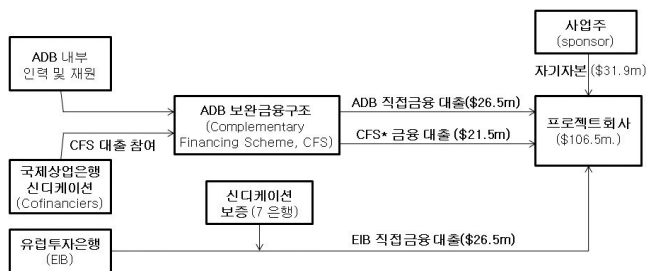 사업주
(sponsor)
ADB 내부
인력 및 재원
자기자본 ($31.9m)
ADB 직접금융 대출($26.5m)
ADB 보완금융구조
(Complementary
Financing Scheme, CFS)
프로젝트회사
($106.5m.)
CFS* 금융 대출 ($21.5m)
CFS 대출 참여
국제상업은행
신디케이션
(Cofinanciers)
신디케이션
보증 (7 은행)
유럽투자은행
(EIB)
EIB 직접금융 대출($26.5m)